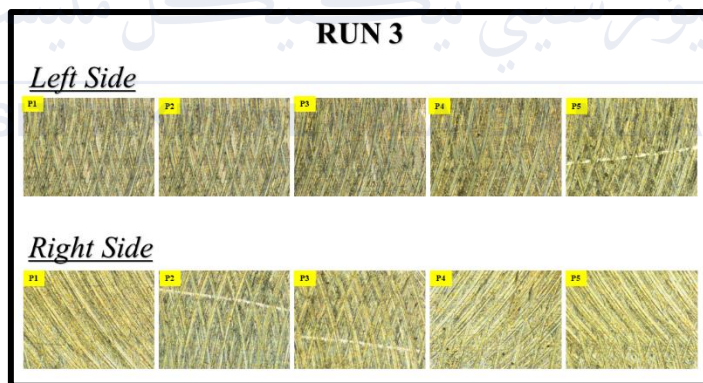 RUN 3
Left Side
P1 P2 P3 P4 P5
Right Side
P1 P2 P3 P4 P5